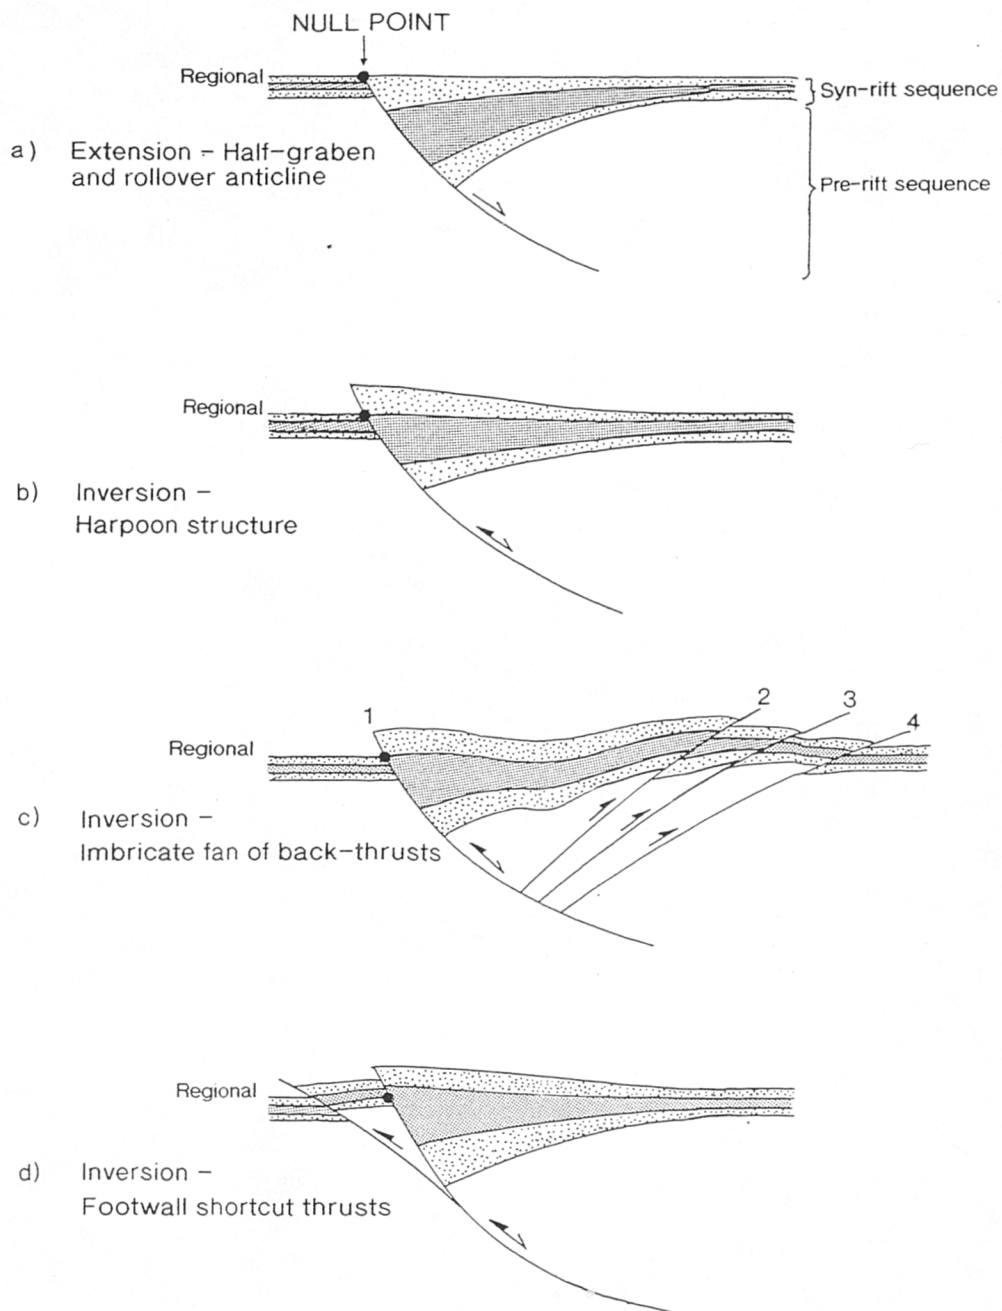 NULL POINT
Regional
Syn-rift sequence
a) Extension - Half-graben
and rollover anticline
Pre-rift sequence
Regional
b) Inversion -
Harpoon structure
1
2
3
4
Regional
c) Inversion -
Imbricate fan of back-thrusts
Regional
d) Inversion -
Footwall shortcut thrusts